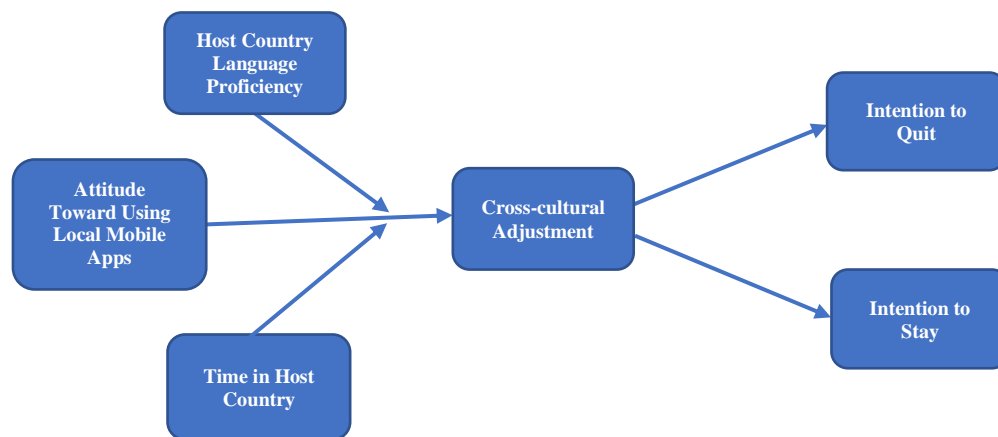 Host Country
Language
Proficiency
Attitude
Toward Using
Local Mobile
Apps
Time in Host
Country
Cross-cultural
Adjustment
Intention to
Quit
Intention to
Stay